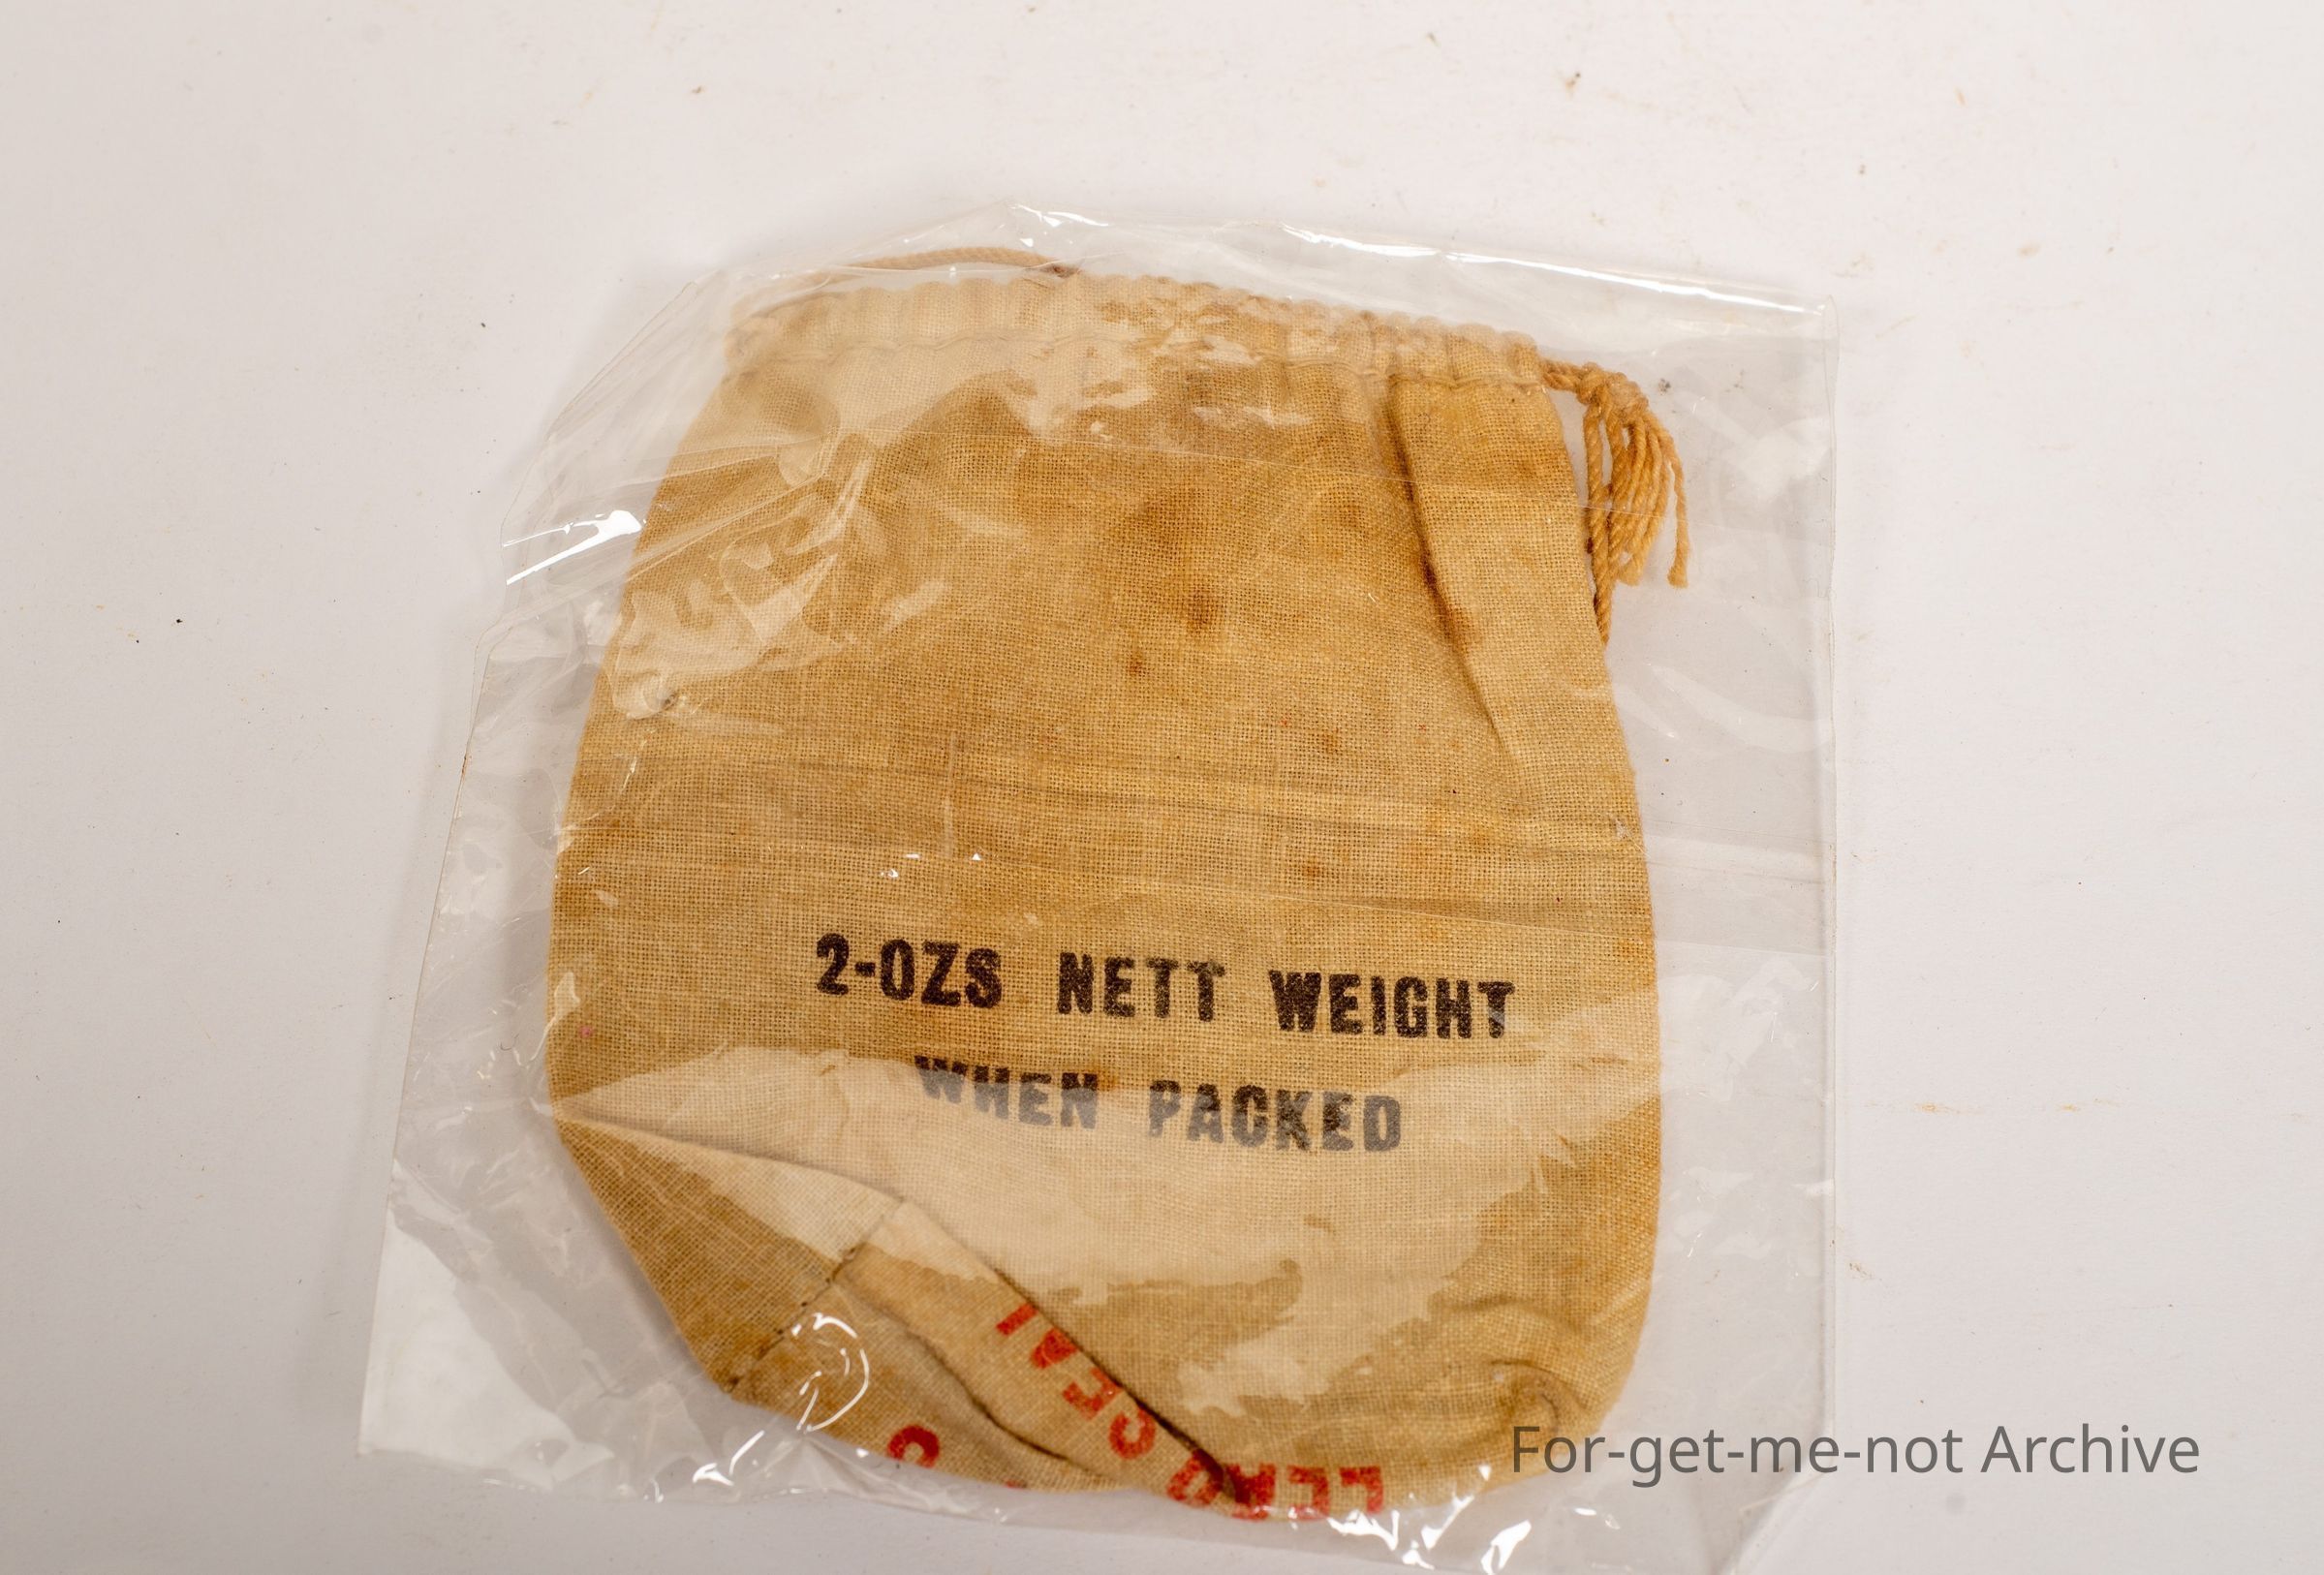 2-OZS NETT WEIGHT
WHEN PACKED
For-get-me-not Archive